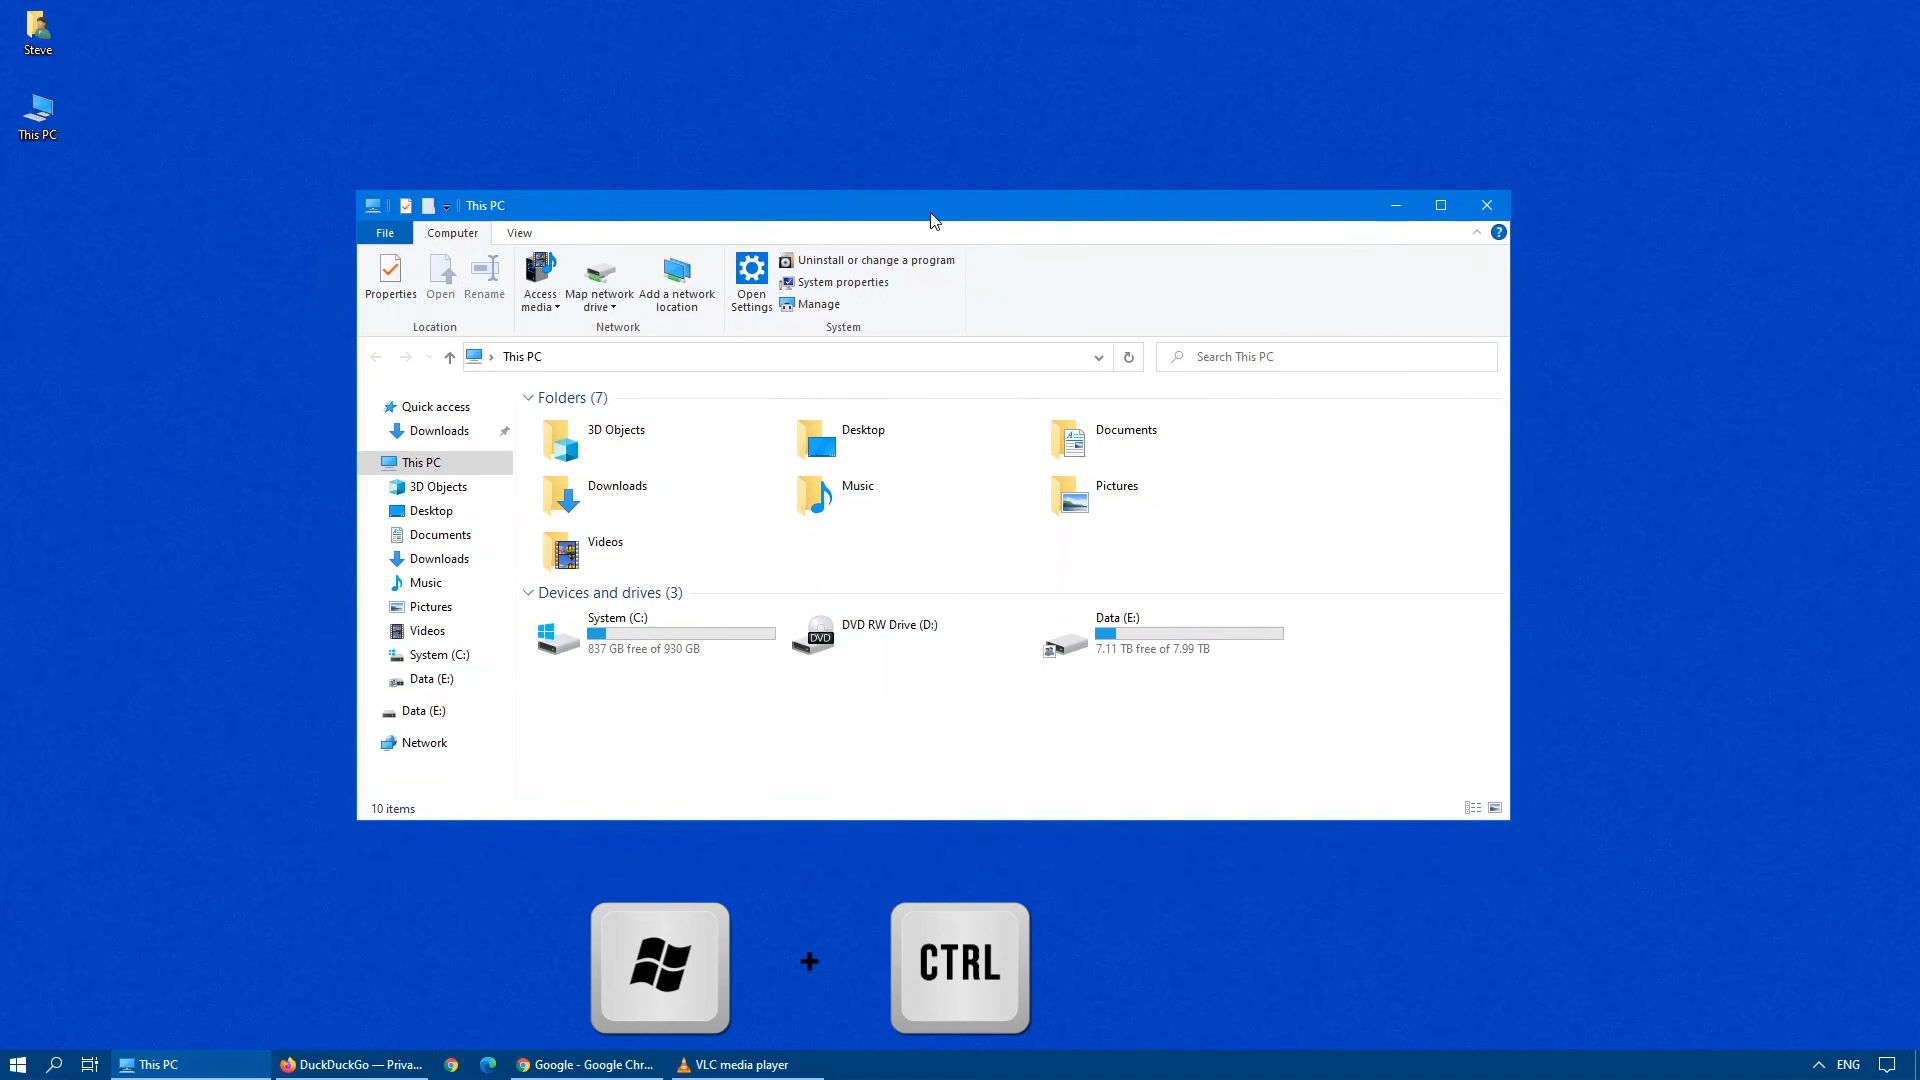 Steve
This PC
This PC
File
Computer
View
?
Properties
Open
Rename
Access
media
Map network
drive
Add a network
location
Open
Settings
Uninstall or change a program
System properties
Manage
Location
Network
System
This PC
Search This PC
Quick access
Downloads
This PC
3D Objects
Desktop
Documents
Downloads
Music
Pictures
Videos
System (C:)
Data (E:)
Data (E:)
Network
Folders (7)
3D Objects
Desktop
Documents
Downloads
Music
Pictures
Videos
Devices and drives (3)
System (C:)
837 GB free of 930 GB
DVD
DVD RW Drive (D:)
Data (E:)
7.11 TB free of 7.99 TB
10 items
+
CTRL
This PC
DuckDuckGo — Priva...
Google - Google Chr...
VLC media player
ENG